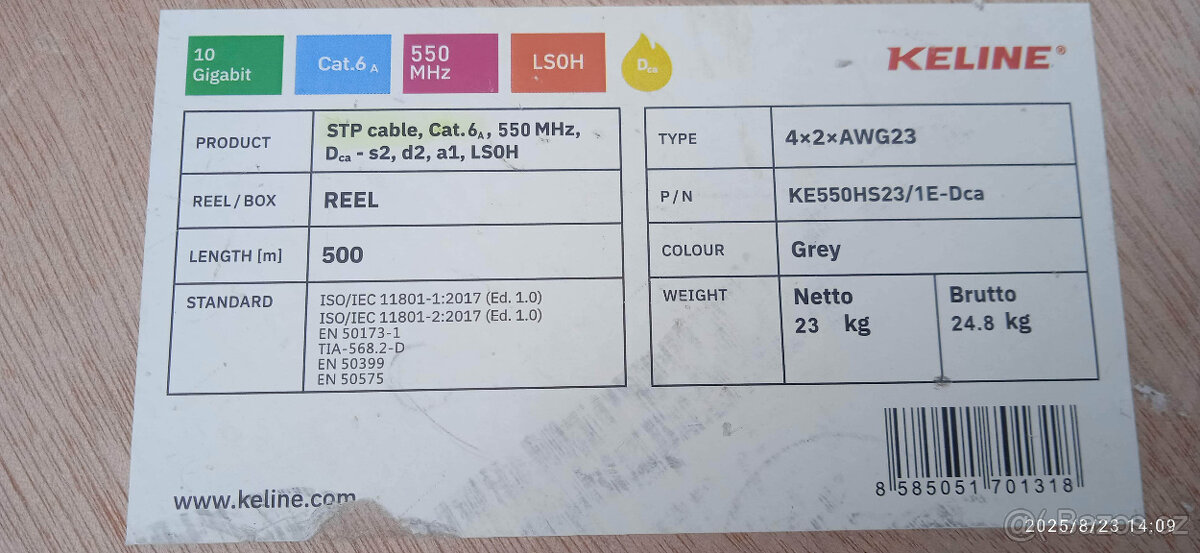 10
Gigabit
Cat.6A
550
MHz
LS0H
Dca
KELINE®
PRODUCT
STP cable, Cat.6A, 550 MHz,
Dca - s2, d2, a1, LS0H
REEL/BOX
REEL
LENGTH [m]
500
STANDARD
ISO/IEC 11801-1:2017 (Ed. 1.0)
ISO/IEC 11801-2:2017 (Ed. 1.0)
EN 50173-1
TIA-568.2-D
EN 50399
EN 50575
TYPE
4×2×AWG23
P/N
KE550HS23/1E-Dca
COLOUR
Grey
WEIGHT
Netto
23 kg
Brutto
24.8 kg
www.keline.com
8 585051 701318
Bazos.cz
2025/8/23 14:09